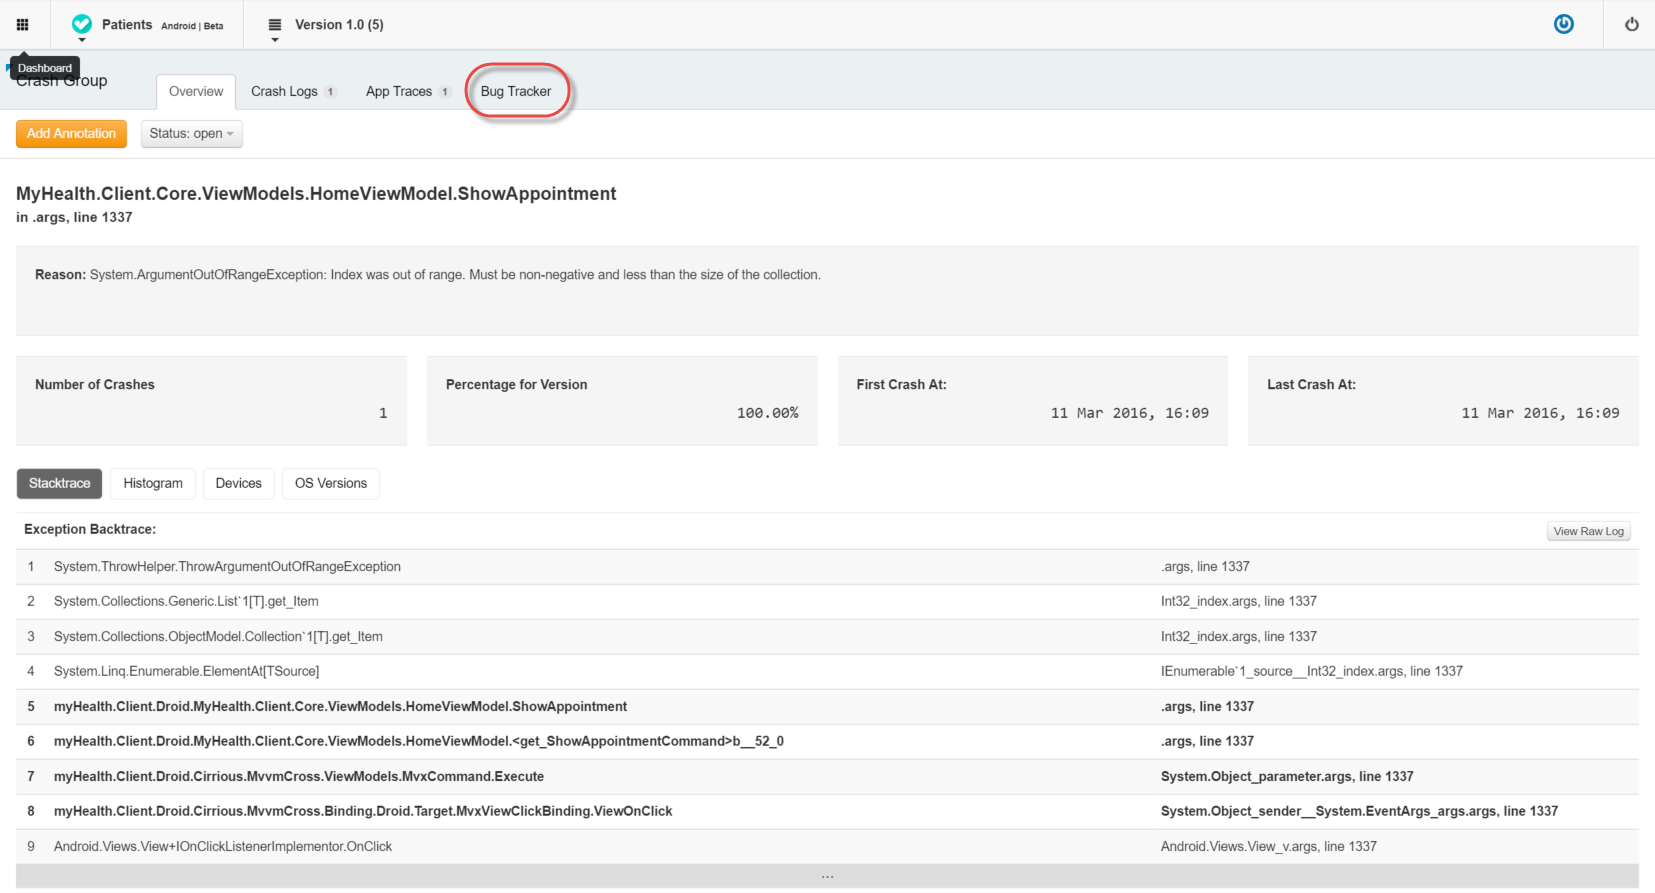 Patients Android | Beta Version 1.0 (5)
Dashboard
Crash Group
Overview Crash Logs 1 App Traces 1 Bug Tracker
Add Annotation Status: open
MyHealth.Client.Core.ViewModels.HomeViewModel.ShowAppointment
in .args, line 1337
Reason: System.ArgumentOutOfRangeException: Index was out of range. Must be non-negative and less than the size of the collection.
Number of Crashes Percentage for Version First Crash At: Last Crash At:
1 100.00% 11 Mar 2016, 16:09 11 Mar 2016, 16:09
Stacktrace Histogram Devices OS Versions
Exception Backtrace: View Raw Log
1 System.ThrowHelper.ThrowArgumentOutOfRangeException .args, line 1337
2 System.Collections.Generic.List`1[T].get_Item Int32_index.args, line 1337
3 System.Collections.ObjectModel.Collection`1[T].get_Item Int32_index.args, line 1337
4 System.Linq.Enumerable.ElementAt[TSource] IEnumerable`1_source__Int32_index.args, line 1337
5 myHealth.Client.Droid.MyHealth.Client.Core.ViewModels.HomeViewModel.ShowAppointment .args, line 1337
6 myHealth.Client.Droid.MyHealth.Client.Core.ViewModels.HomeViewModel.<get_ShowAppointmentCommand>b__52_0 .args, line 1337
7 myHealth.Client.Droid.Cirrious.MvvmCross.ViewModels.MvxCommand.Execute System.Object_parameter.args, line 1337
8 myHealth.Client.Droid.Cirrious.MvvmCross.Binding.Droid.Target.MvxViewClickBinding.ViewOnClick System.Object_sender__System.EventArgs_args.args, line 1337
9 Android.Views.View+IOnClickListenerImplementor.OnClick Android.Views.View_v.args, line 1337
...